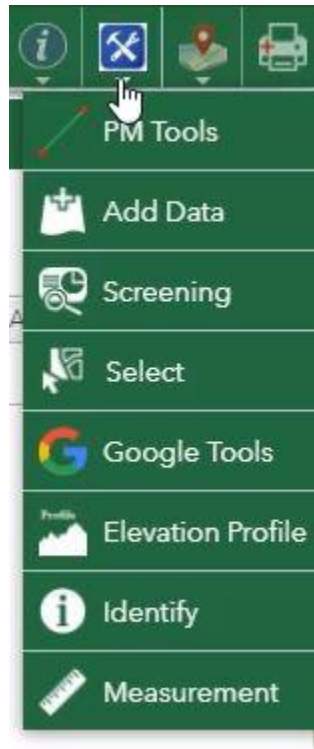 PM Tools
Add Data
Screening
Select
Google Tools
Profile
Elevation Profile
Identify
Measurement